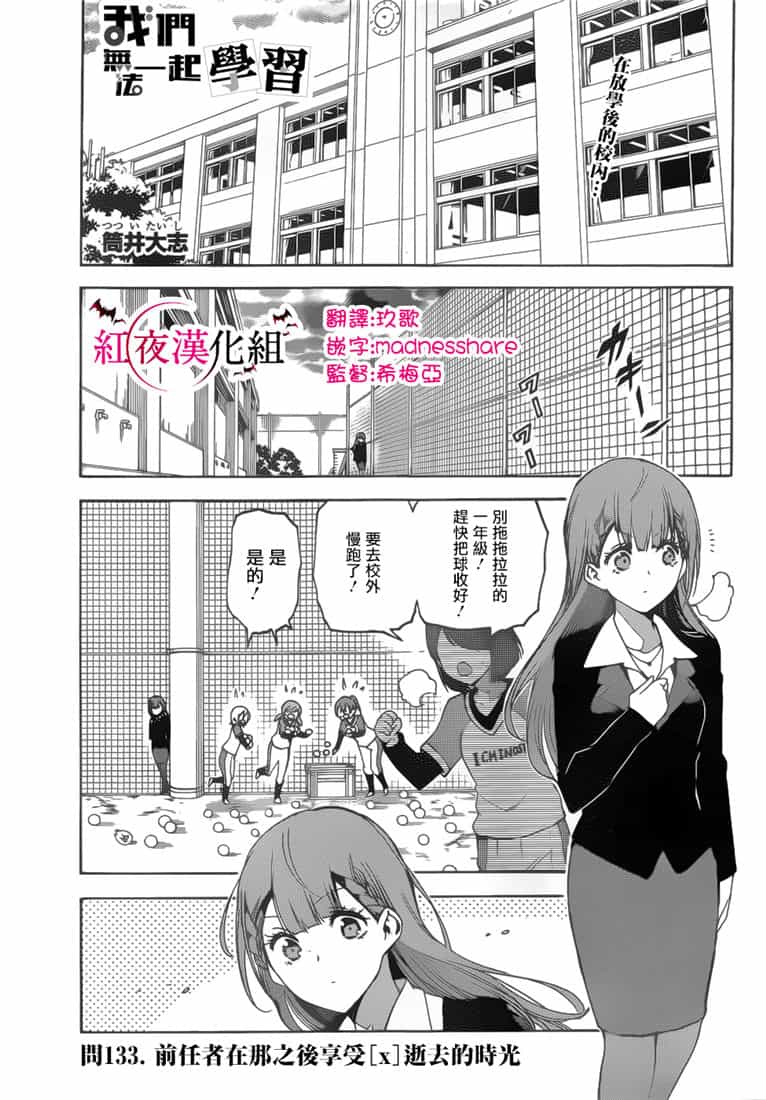 我們
無法一起學習
在放學後的校內…
つつ い たい し
筒井大志
紅夜漢化組
翻譯:玖歌
嵌字:madnesshare
監督:希梅亞
カキーン
ワーワー
別拖拖拉拉的
一年級！
趕快把球收好！
要去校外
慢跑了！
是
是的！
ICHINOSE
問133. 前任者在那之後享受[x]逝去的時光